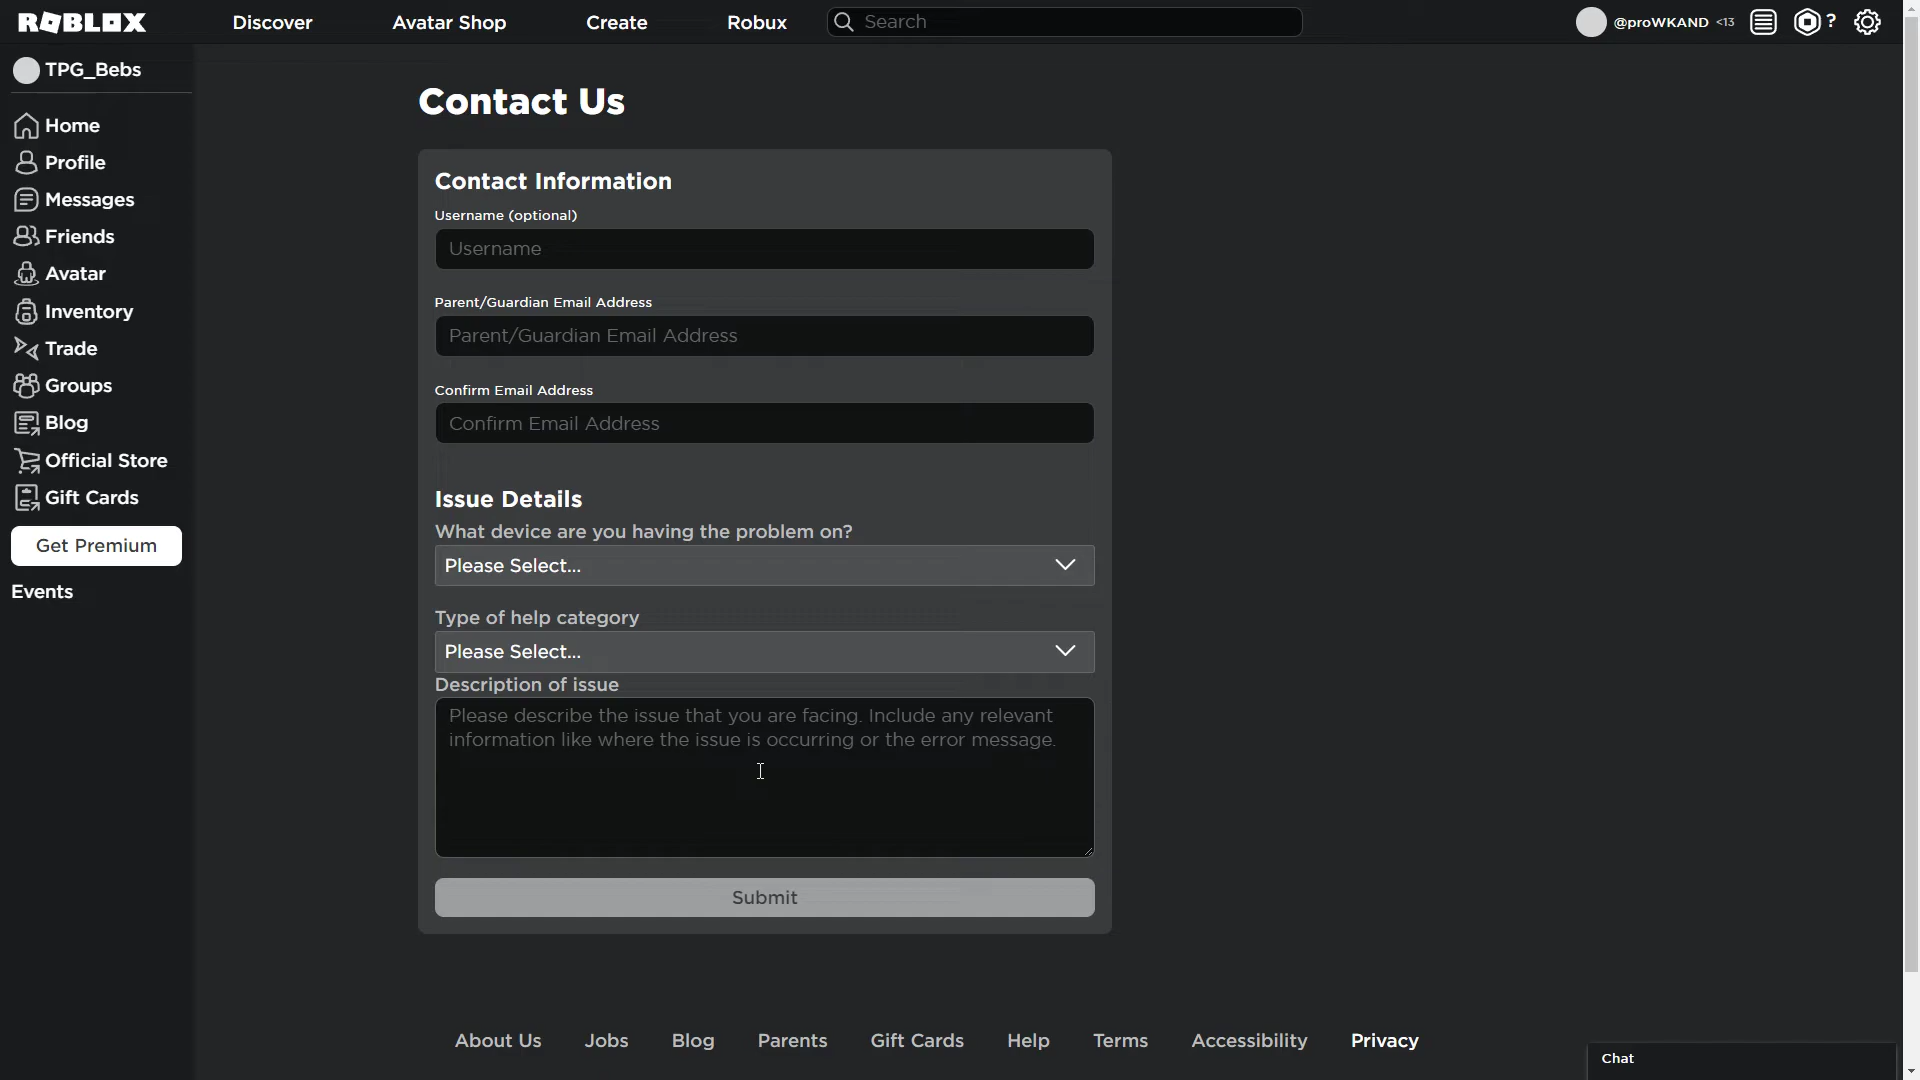 ROBLOX
Discover
Avatar Shop
Create
Robux
Search
@proWKAND <13
?
TPG_Bebs
Home
Profile
Messages
Friends
Avatar
Inventory
Trade
Groups
Blog
Official Store
Gift Cards
Get Premium
Events
Contact Us
Contact Information
Username (optional)
Username
Parent/Guardian Email Address
Parent/Guardian Email Address
Confirm Email Address
Confirm Email Address
Issue Details
What device are you having the problem on?
Please Select...
Type of help category
Please Select...
Description of issue
Please describe the issue that you are facing. Include any relevant
information like where the issue is occurring or the error message.
Submit
About Us
Jobs
Blog
Parents
Gift Cards
Help
Terms
Accessibility
Privacy
Chat